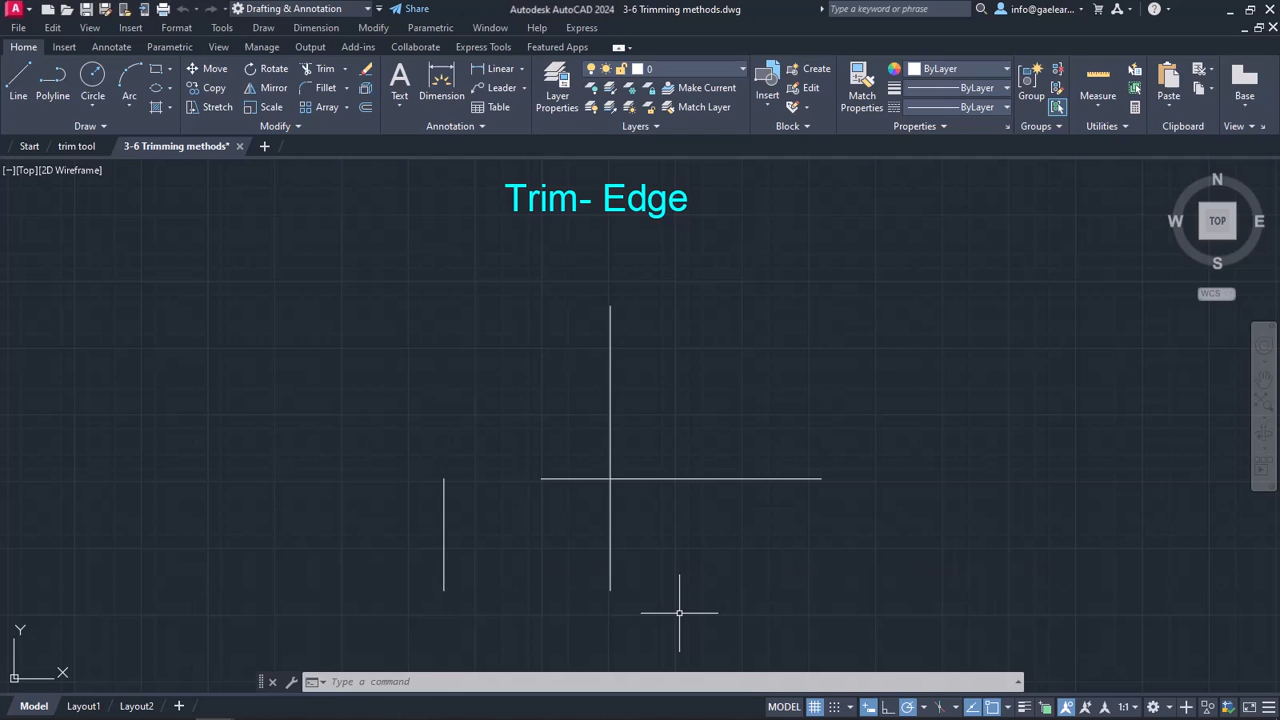 A Drafting & Annotation Share Autodesk AutoCAD 2024 3-6 Trimming methods.dwg Type a keyword or phrase info@gaelear... ?
File Edit View Insert Format Tools Draw Dimension Modify Parametric Window Help Express
Home Insert Annotate Parametric View Manage Output Add-ins Collaborate Express Tools Featured Apps
Line Polyline Circle Arc
Move Rotate Trim
Copy Mirror Fillet
Stretch Scale Array
Text Dimension
Linear
Leader
Table
Layer Properties
0
Make Current
Match Layer
Insert
Create
Edit
Match Properties
ByLayer
ByLayer
ByLayer
Group
Measure
Paste
Base
Draw Modify Annotation Layers Block Properties Groups Utilities Clipboard View
Start trim tool 3-6 Trimming methods*
[−][Top][2D Wireframe]
Trim- Edge
N
W TOP E
S
WCS
Y
X
Type a command
Model Layout1 Layout2 + MODEL 1:1